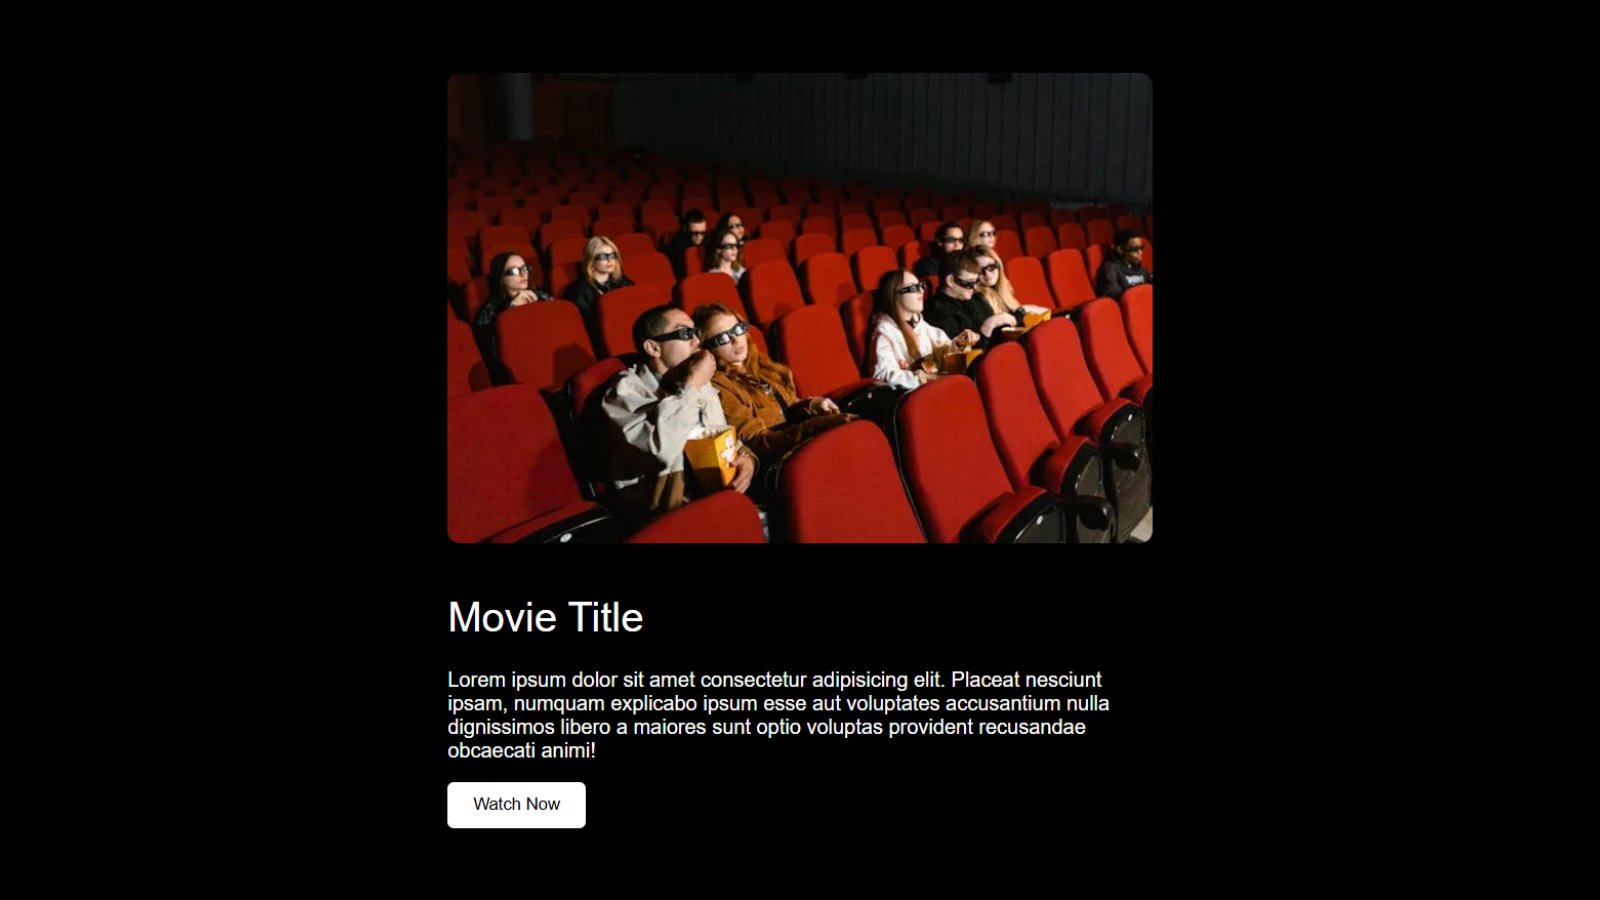 Movie Title
Lorem ipsum dolor sit amet consectetur adipisicing elit. Placeat nesciunt
ipsam, numquam explicabo ipsum esse aut voluptates accusantium nulla
dignissimos libero a maiores sunt optio voluptas provident recusandae
obcaecati animi!
Watch Now